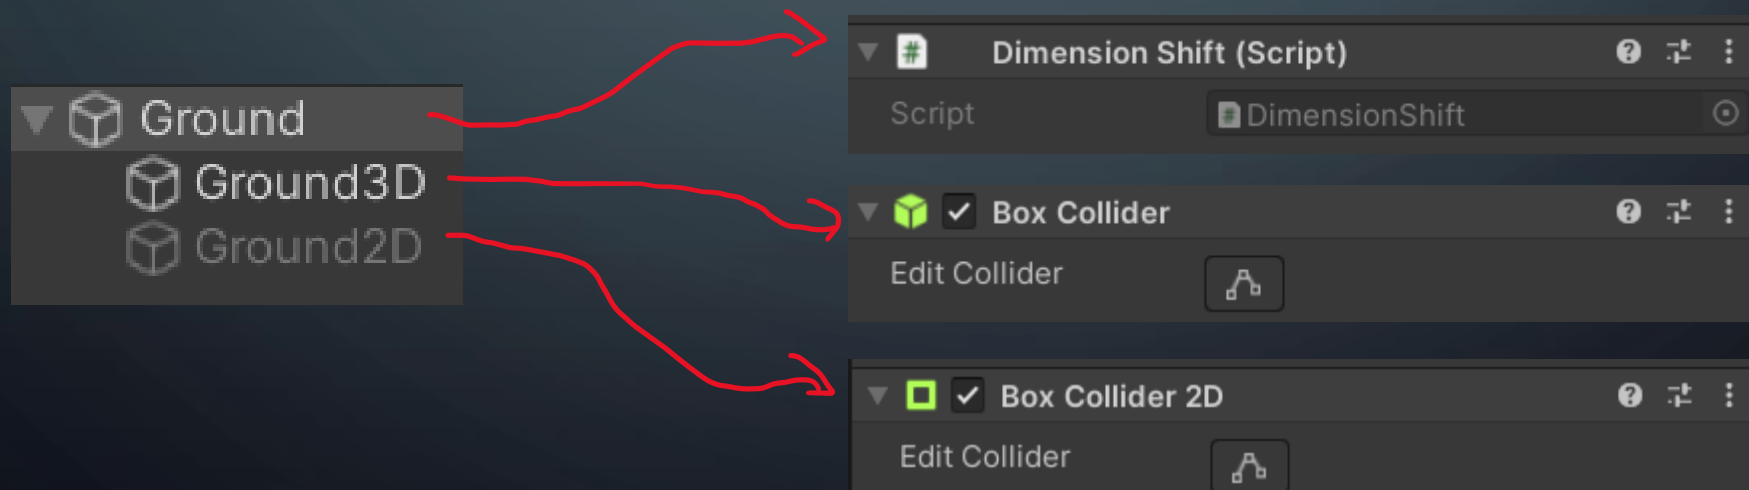 Ground
Ground3D
Ground2D
# Dimension Shift (Script)
Script # DimensionShift
Box Collider
Edit Collider
Box Collider 2D
Edit Collider